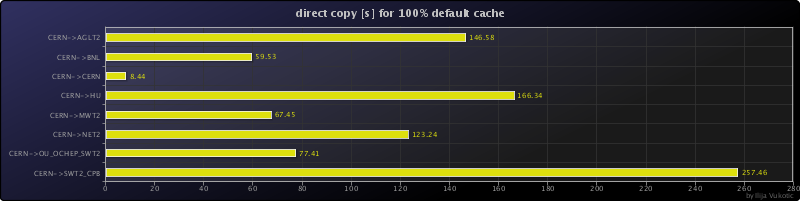 direct copy [s] for 100% default cache
CERN->AGLT2 146.58
CERN->BNL 59.53
CERN->CERN 8.44
CERN->HU 166.34
CERN->MWT2 67.45
CERN->NET2 123.24
CERN->OU_OCHEP_SWT2 77.41
CERN->SWT2_CPB 257.46
0 20 40 60 80 100 120 140 160 180 200 220 240 260 280
by Ilija Vukotic